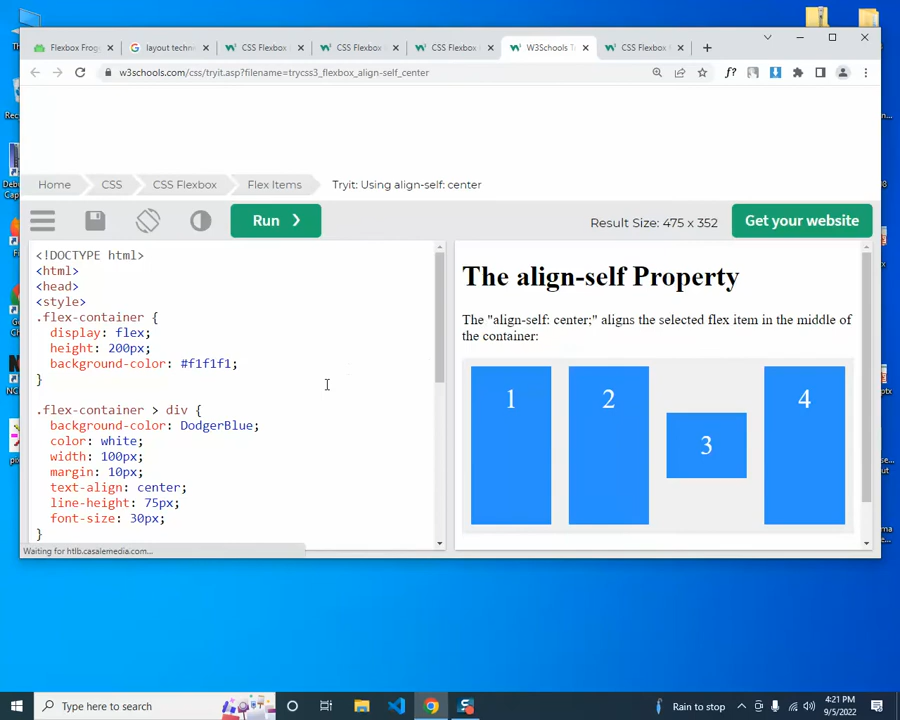 Flexbox Frogg
layout techn
CSS Flexbox
CSS Flexbox
CSS Flexbox
W3Schools T
CSS Flexbox
w3schools.com/css/tryit.asp?filename=trycss3_flexbox_align-self_center
f?
Home
CSS
CSS Flexbox
Flex Items
Tryit: Using align-self: center
Run ❯
Result Size: 475 x 352
Get your website
<!DOCTYPE html>
<html>
<head>
<style>
.flex-container {
display: flex;
height: 200px;
background-color: #f1f1f1;
}
.flex-container > div {
background-color: DodgerBlue;
color: white;
width: 100px;
margin: 10px;
text-align: center;
line-height: 75px;
font-size: 30px;
}
The align-self Property
The "align-self: center;" aligns the selected flex item in the middle of
the container:
1
2
3
4
Waiting for htlb.casalemedia.com...
Type here to search
Rain to stop
4:21 PM
9/5/2022